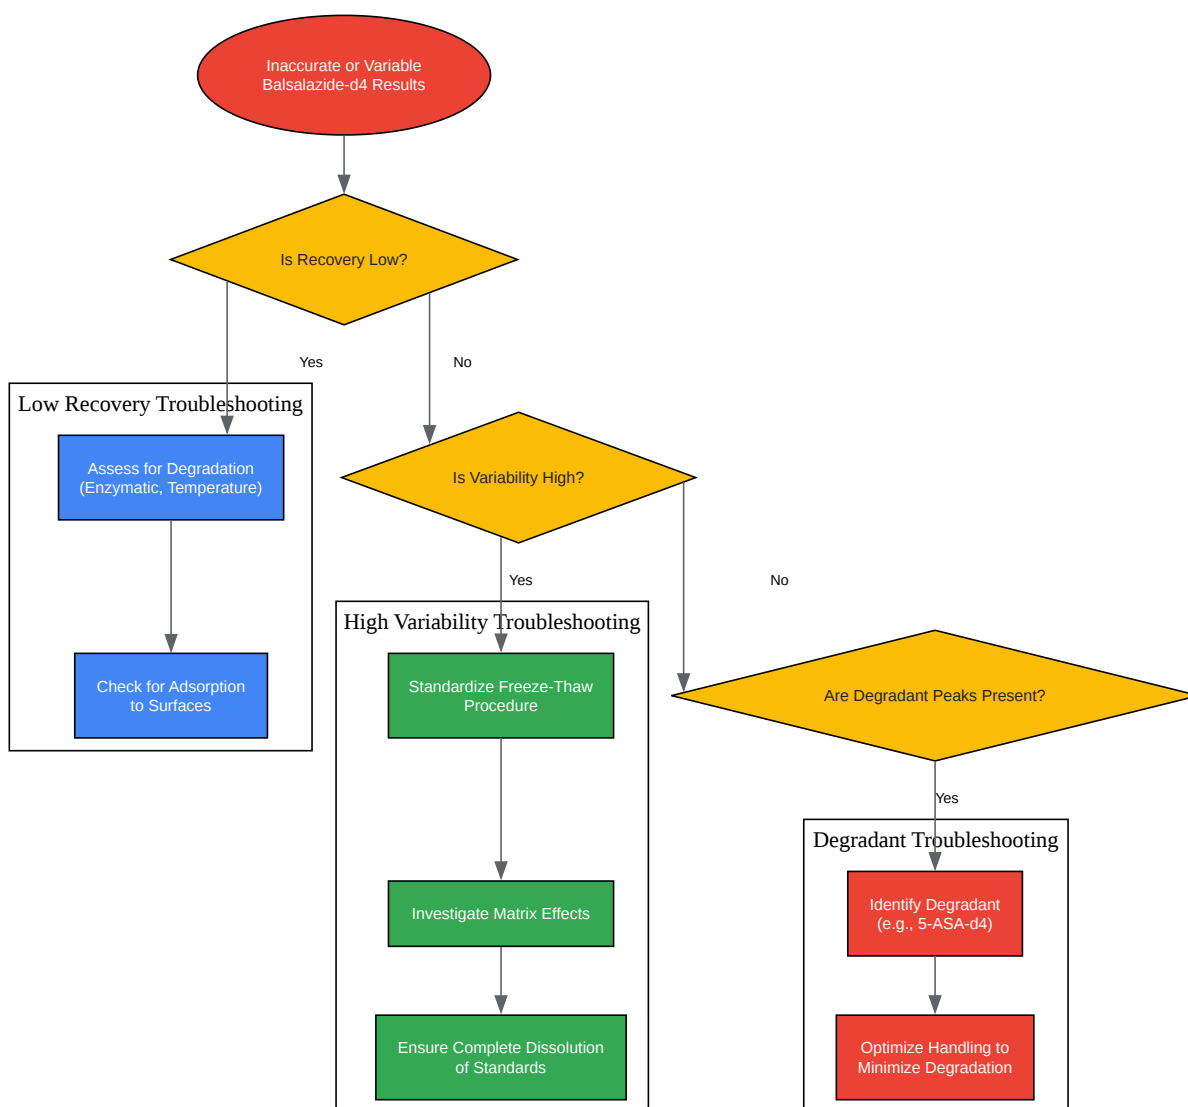 Inaccurate or Variable
Balsalazide-d4 Results
Is Recovery Low?
Yes
No
Low Recovery Troubleshooting
Assess for Degradation
(Enzymatic, Temperature)
Check for Adsorption
to Surfaces
Is Variability High?
Yes
No
High Variability Troubleshooting
Standardize Freeze-Thaw
Procedure
Investigate Matrix Effects
Ensure Complete Dissolution
of Standards
Are Degradant Peaks Present?
Yes
Degradant Troubleshooting
Identify Degradant
(e.g., 5-ASA-d4)
Optimize Handling to
Minimize Degradation